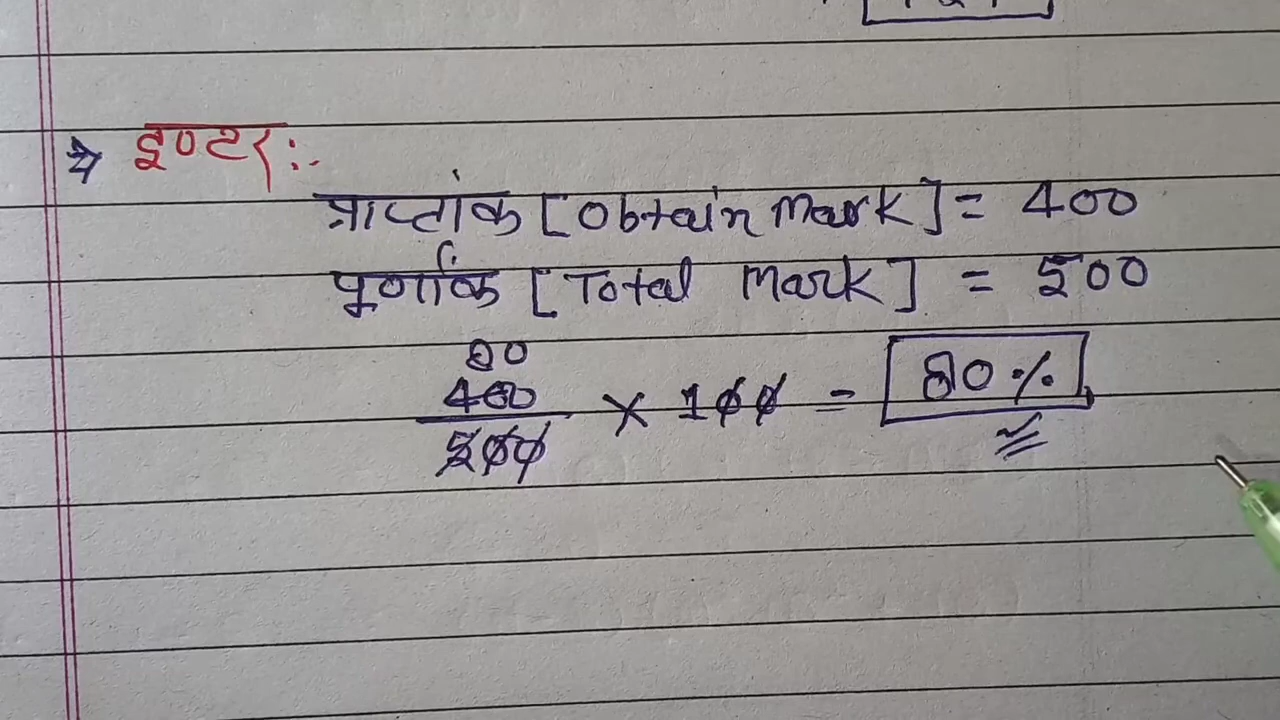 → इण्टर :-
प्राप्तांक [Obtain Mark] = 400
पूर्णांक [Total Mark] = 500
80
400
500
× 100 = 80%